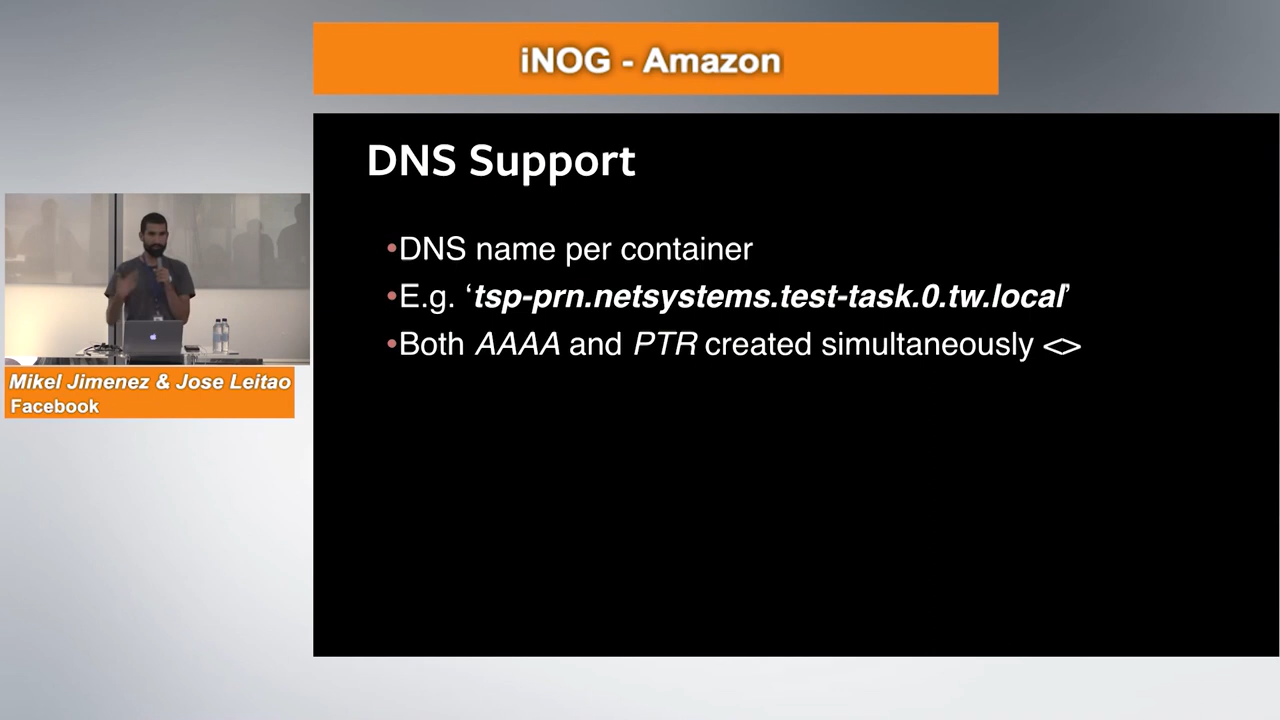 iNOG - Amazon
DNS Support
•DNS name per container
•E.g. ‘tsp-prn.netsystems.test-task.0.tw.local’
•Both AAAA and PTR created simultaneously <>
Mikel Jimenez & Jose Leitao
Facebook